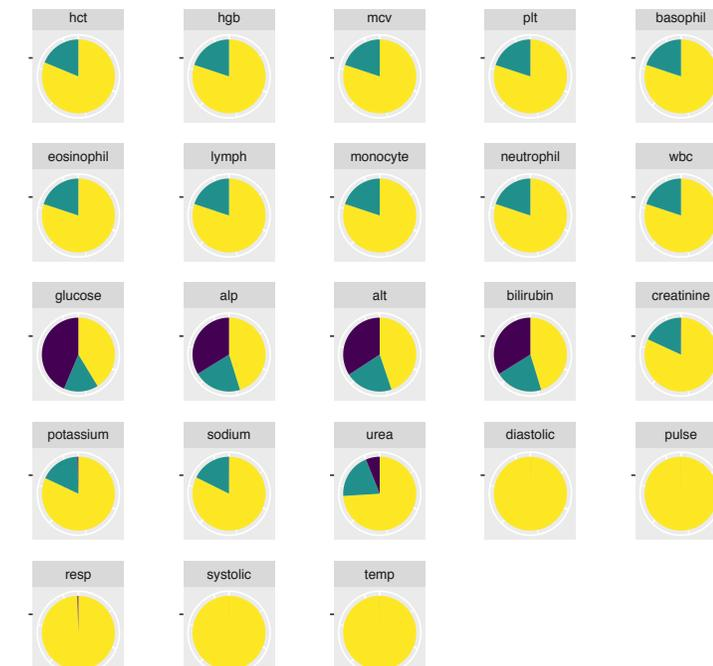 hct hgb mcv plt basophil
eosinophil lymph monocyte neutrophil wbc
glucose alp alt bilirubin creatinine
potassium sodium urea diastolic pulse
resp systolic temp